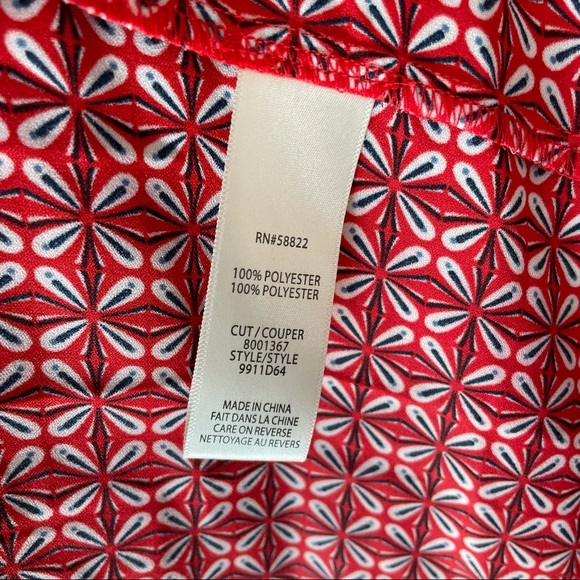 RN#58822
100% POLYESTER
100% POLYESTER
CUT/COUPER
8001367
STYLE/STYLE
9911D64
MADE IN CHINA
FAIT DANS LA CHINE
CARE ON REVERSE
NETTOYAGE AU REVERS